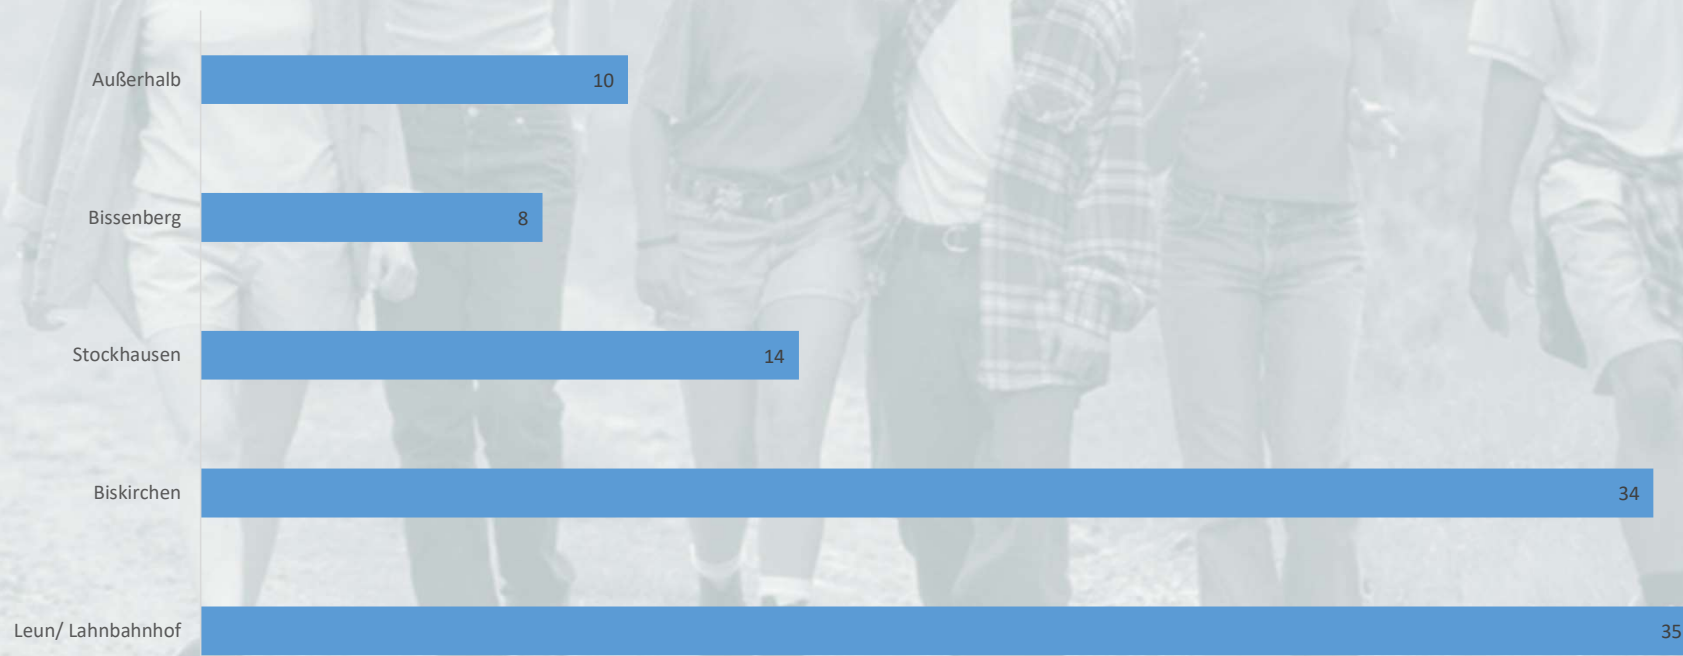 Außerhalb 10
Bissenberg 8
Stockhausen 14
Biskirchen 34
Leun/ Lahnbahnhof 35